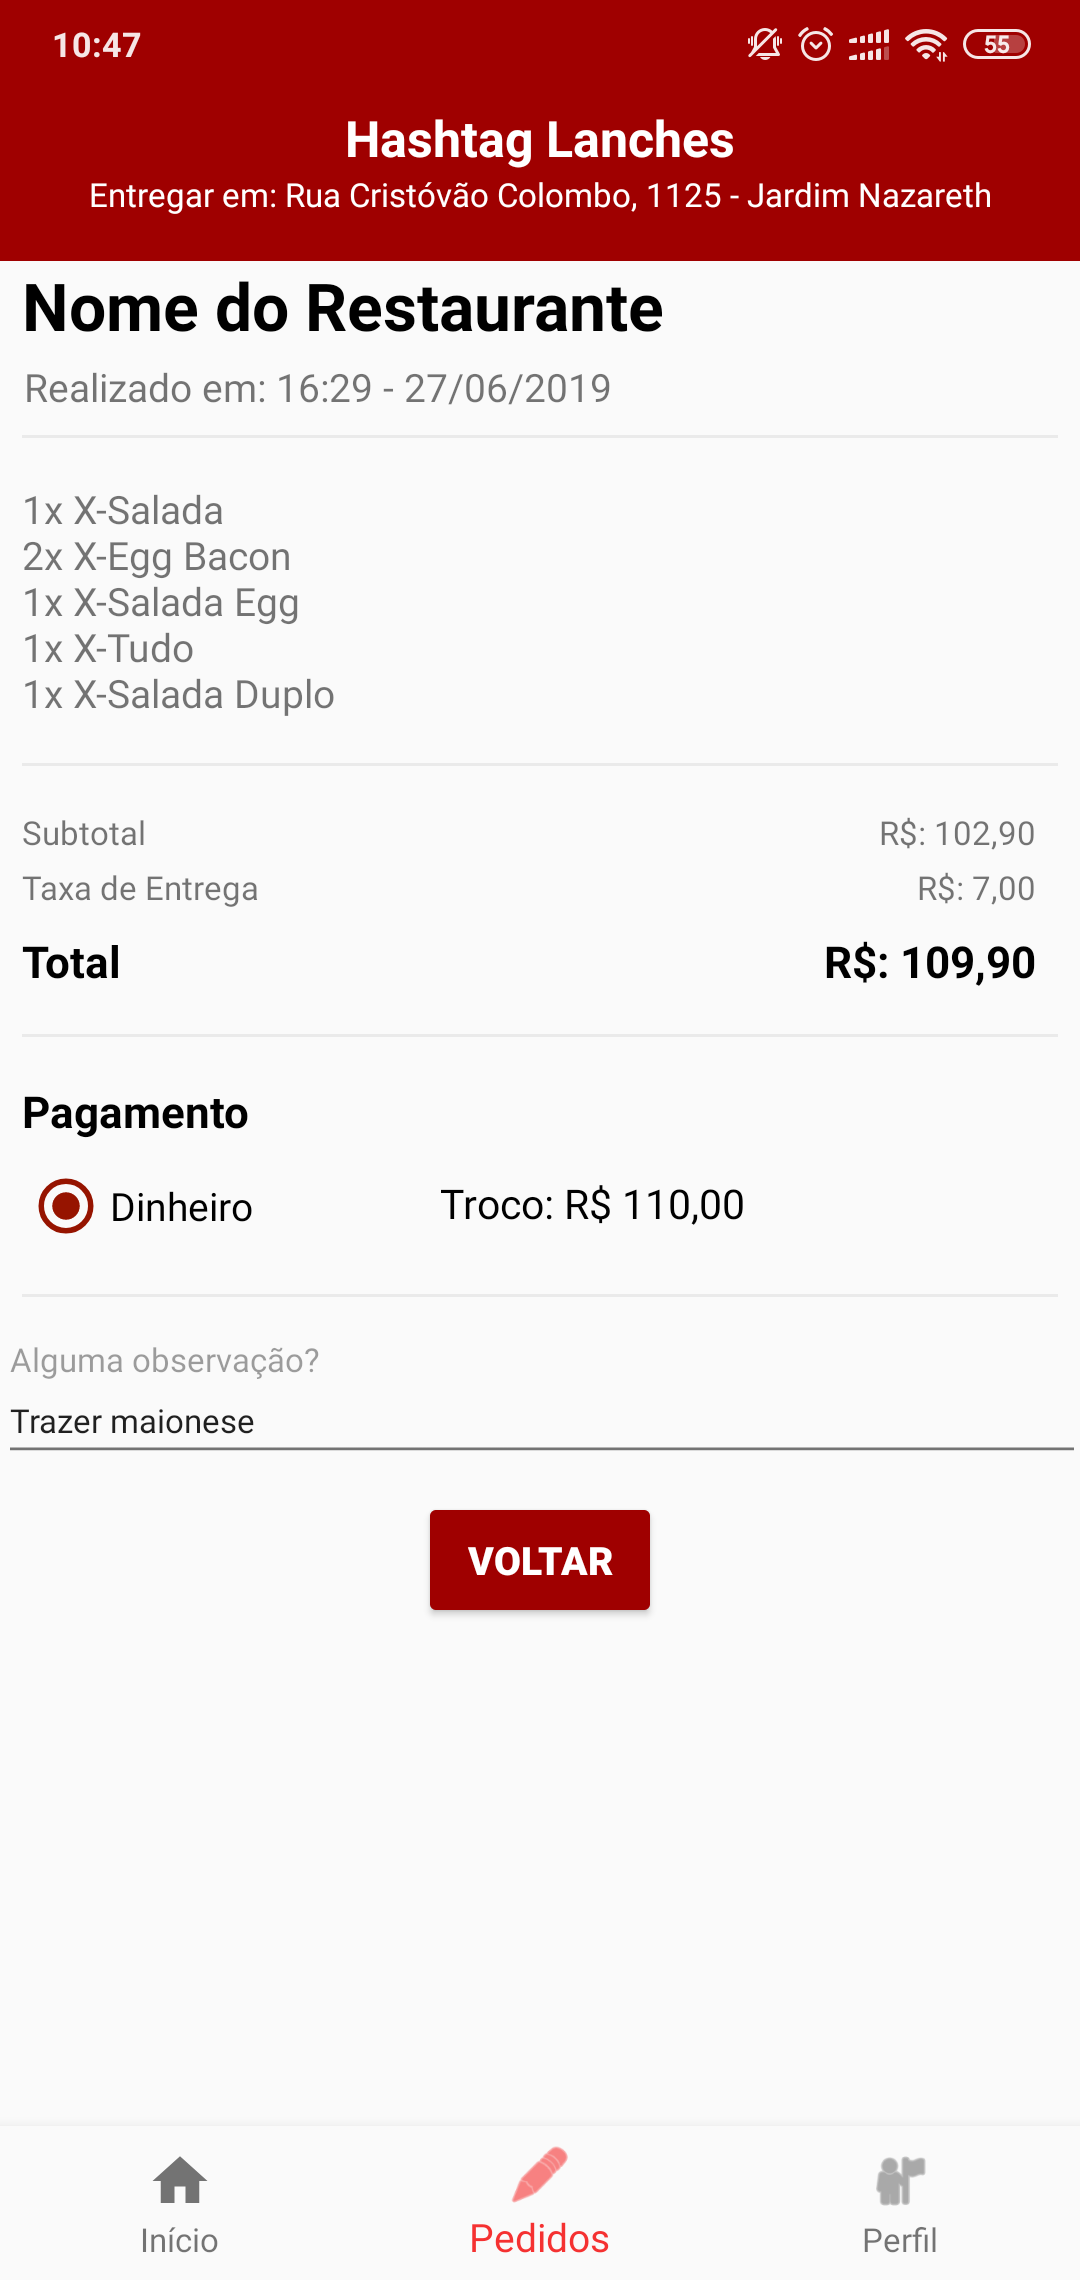 10:47
55
Hashtag Lanches
Entregar em: Rua Cristóvão Colombo, 1125 - Jardim Nazareth
Nome do Restaurante
Realizado em: 16:29 - 27/06/2019
1x X-Salada
2x X-Egg Bacon
1x X-Salada Egg
1x X-Tudo
1x X-Salada Duplo
Subtotal R$: 102,90
Taxa de Entrega R$: 7,00
Total R$: 109,90
Pagamento
Dinheiro Troco: R$ 110,00
Alguma observação?
Trazer maionese
VOLTAR
Início Pedidos Perfil